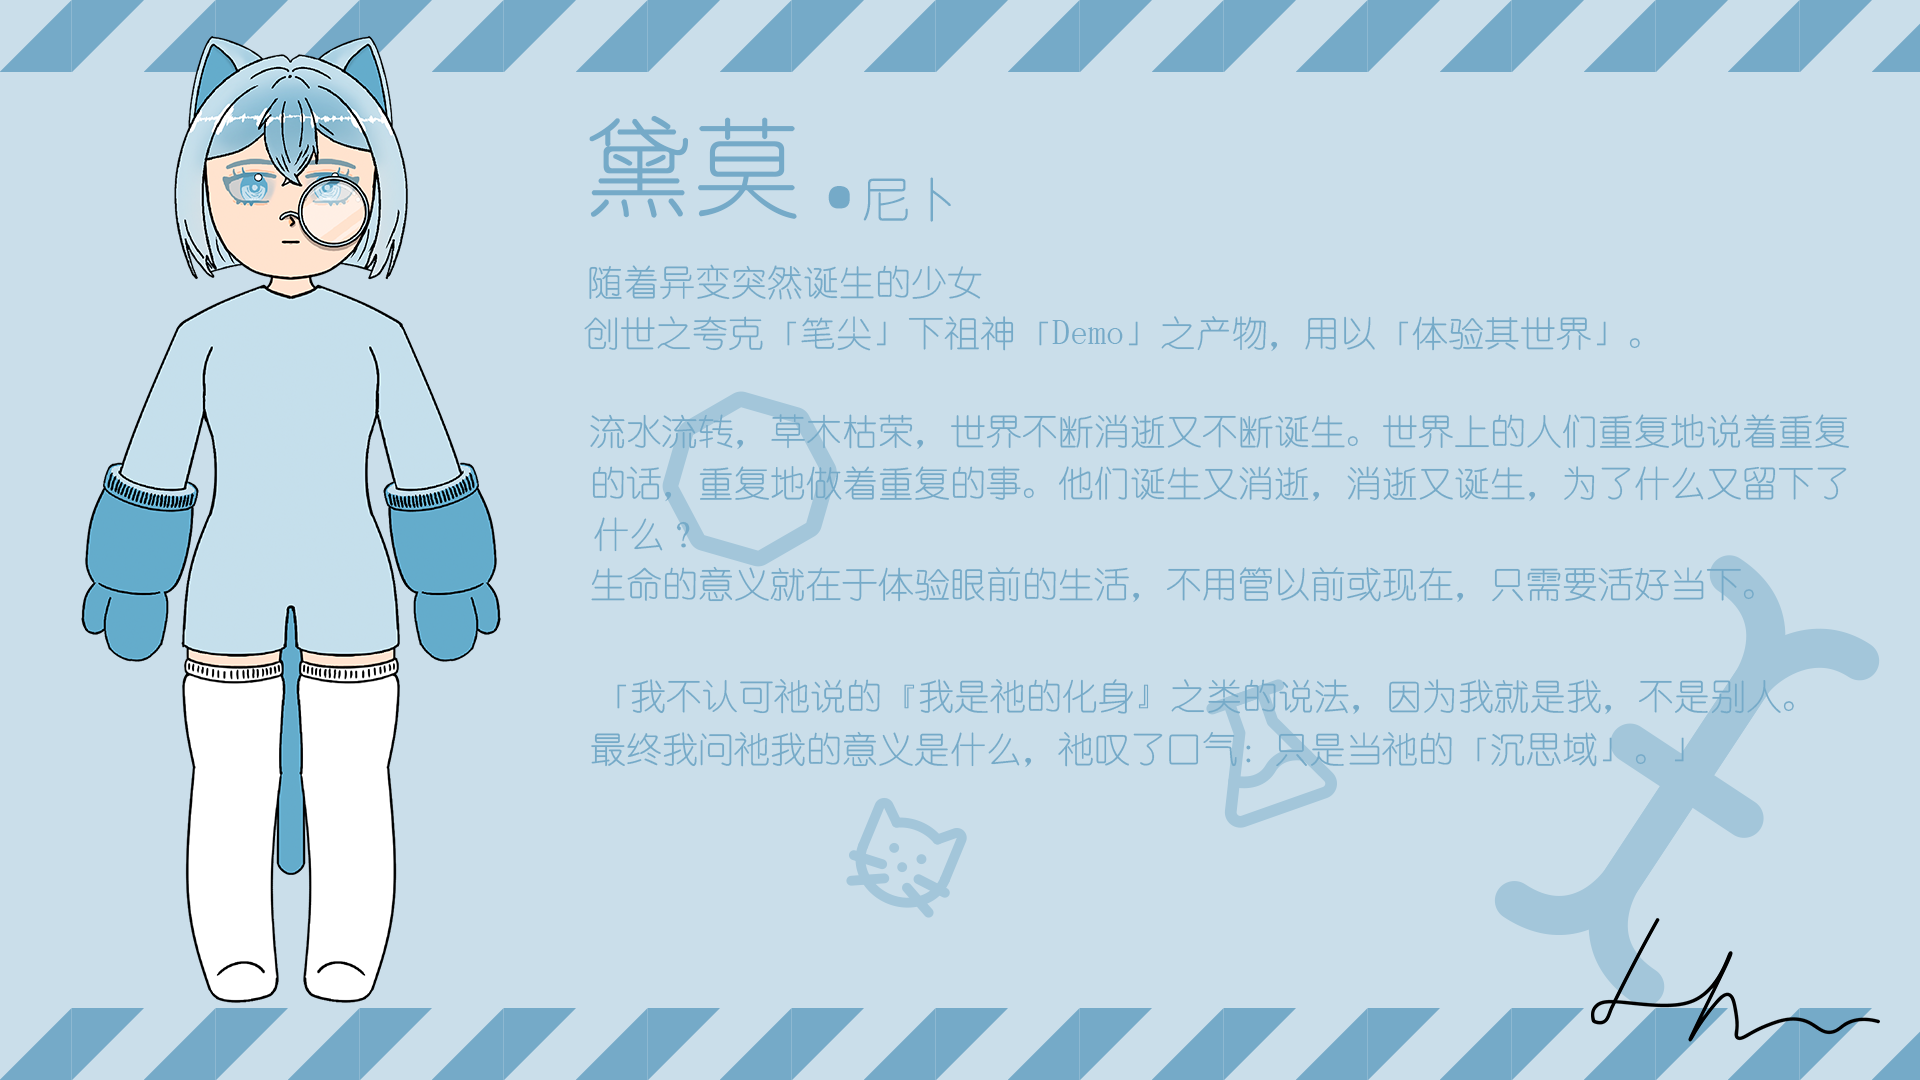 黛莫·尼卜
随着异变突然诞生的少女
创世之夸克「笔尖」下祖神「Demo」之产物，用以「体验其世界」。
流水流转，草木枯荣，世界不断消逝又不断诞生。世界上的人们重复地说着重复
的话，重复地做着重复的事。他们诞生又消逝，消逝又诞生，为了什么又留下了
什么？
生命的意义就在于体验眼前的生活，不用管以前或现在，只需要活好当下。
「我不认可祂说的『我是祂的化身』之类的说法，因为我就是我，不是别人。
最终我问祂我的意义是什么，祂叹了口气：只是当祂的「沉思域」。」